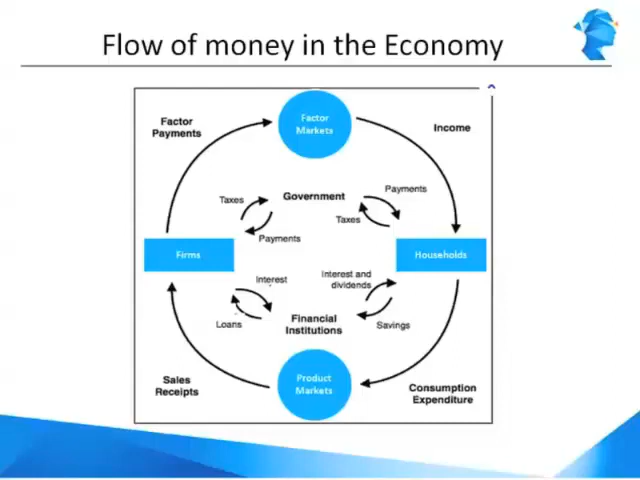 Flow of money in the Economy
Factor
Payments
Factor
Markets
Income
Taxes
Government
Payments
Taxes
Payments
Firms
Households
Interest
Interest and
dividends
Loans
Financial
Institutions
Savings
Sales
Receipts
Product
Markets
Consumption
Expenditure